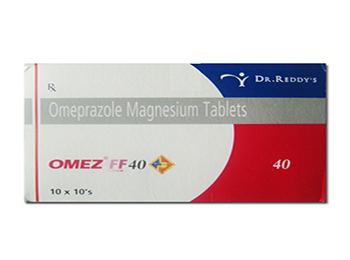 ℞
DR.REDDY'S
Omeprazole Magnesium Tablets
OMEZ® FF 40
40
10 x 10's